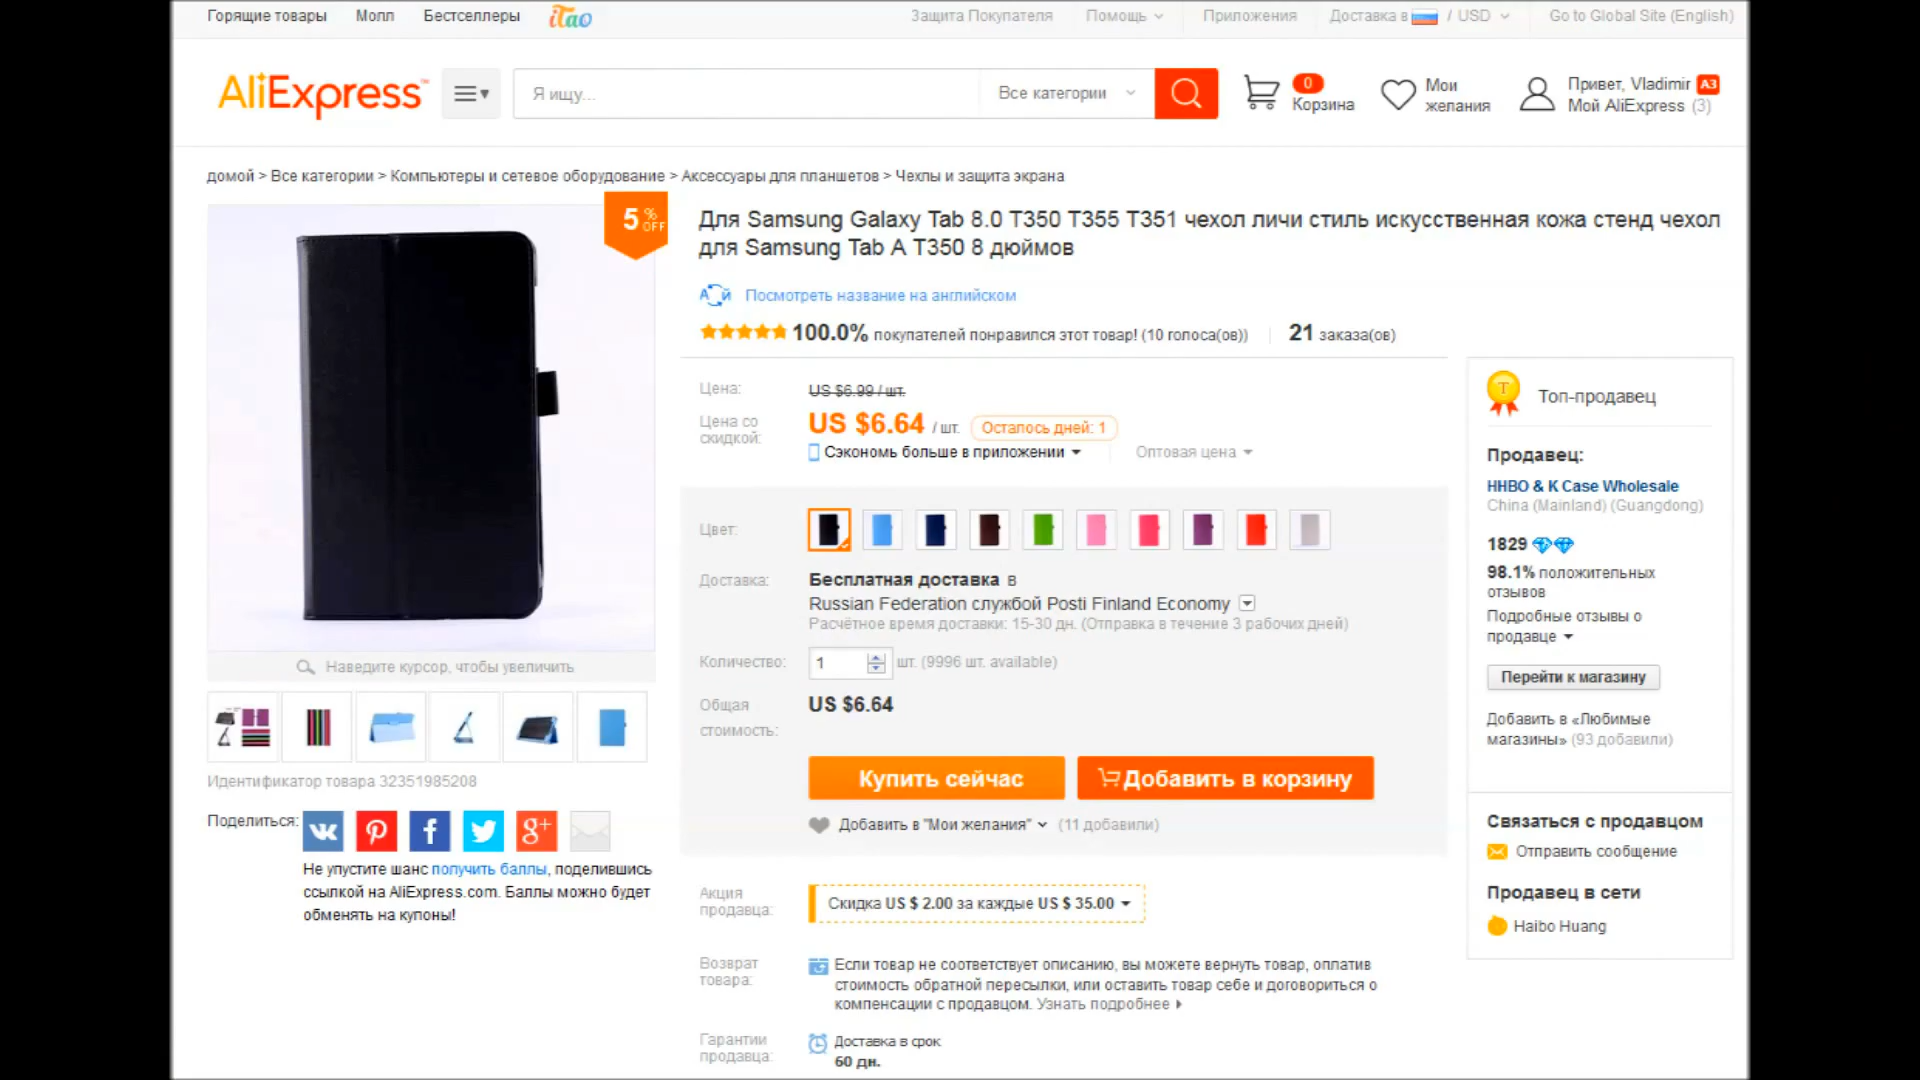 Горящие товары Молл Бестселлеры iTao Защита Покупателя Помощь Приложения Доставка в / USD Go to Global Site (English)
AliExpress™ Я ищу... Все категории 0 Корзина Мои желания Привет, Vladimir A3
Мой AliExpress (3)
домой > Все категории > Компьютеры и сетевое оборудование > Аксессуары для планшетов > Чехлы и защита экрана
5 % OFF
Для Samsung Galaxy Tab 8.0 T350 T355 T351 чехол личи стиль искусственная кожа стенд чехол
для Samsung Tab A T350 8 дюймов
Посмотреть название на английском
100.0% покупателей понравился этот товар! (10 голоса(ов)) 21 заказа(ов)
Цена: US $6.99 / шт.
Цена со скидкой: US $6.64 / шт. Осталось дней: 1
Сэкономь больше в приложении Оптовая цена
Цвет:
Доставка: Бесплатная доставка в
Russian Federation службой Posti Finland Economy
Расчётное время доставки: 15-30 дн. (Отправка в течение 3 рабочих дней)
Количество: 1 шт. (9996 шт. available)
Общая стоимость: US $6.64
Купить сейчас Добавить в корзину
Добавить в "Мои желания" (11 добавили)
Акция продавца: Скидка US $ 2.00 за каждые US $ 35.00
Возврат товара: Если товар не соответствует описанию, вы можете вернуть товар, оплатив
стоимость обратной пересылки, или оставить товар себе и договориться о
компенсации с продавцом. Узнать подробнее
Гарантии продавца: Доставка в срок
60 дн.
Наведите курсор, чтобы увеличить
Идентификатор товара 32351985208
Поделиться:
Не упустите шанс получить баллы, поделившись
ссылкой на AliExpress.com. Баллы можно будет
обменять на купоны!
T Топ-продавец
Продавец:
HHBO & K Case Wholesale
China (Mainland) (Guangdong)
1829
98.1% положительных
отзывов
Подробные отзывы о
продавце
Перейти к магазину
Добавить в «Любимые
магазины» (93 добавили)
Связаться с продавцом
Отправить сообщение
Продавец в сети
Haibo Huang